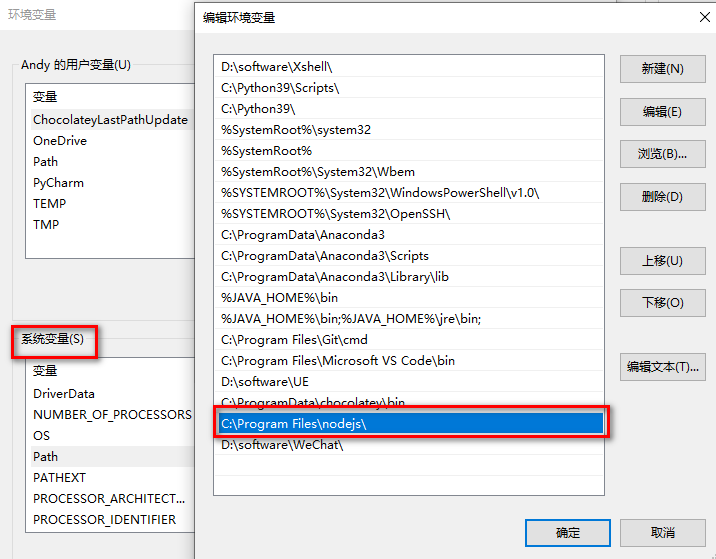 环境变量
Andy 的用户变量(U)
变量
ChocolateyLastPathUpdate
OneDrive
Path
PyCharm
TEMP
TMP
系统变量(S)
变量
DriverData
NUMBER_OF_PROCESSORS
OS
Path
PATHEXT
PROCESSOR_ARCHITECT...
PROCESSOR_IDENTIFIER
编辑环境变量
D:\software\Xshell\
C:\Python39\Scripts\
C:\Python39\
%SystemRoot%\system32
%SystemRoot%
%SystemRoot%\System32\Wbem
%SYSTEMROOT%\System32\WindowsPowerShell\v1.0\
%SYSTEMROOT%\System32\OpenSSH\
C:\ProgramData\Anaconda3
C:\ProgramData\Anaconda3\Scripts
C:\ProgramData\Anaconda3\Library\lib
%JAVA_HOME%\bin
%JAVA_HOME%\bin;%JAVA_HOME%\jre\bin;
C:\Program Files\Git\cmd
C:\Program Files\Microsoft VS Code\bin
D:\software\UE
C:\ProgramData\chocolatey\bin
C:\Program Files\nodejs\
D:\software\WeChat\
新建(N)
编辑(E)
浏览(B)...
删除(D)
上移(U)
下移(O)
编辑文本(T)...
确定
取消